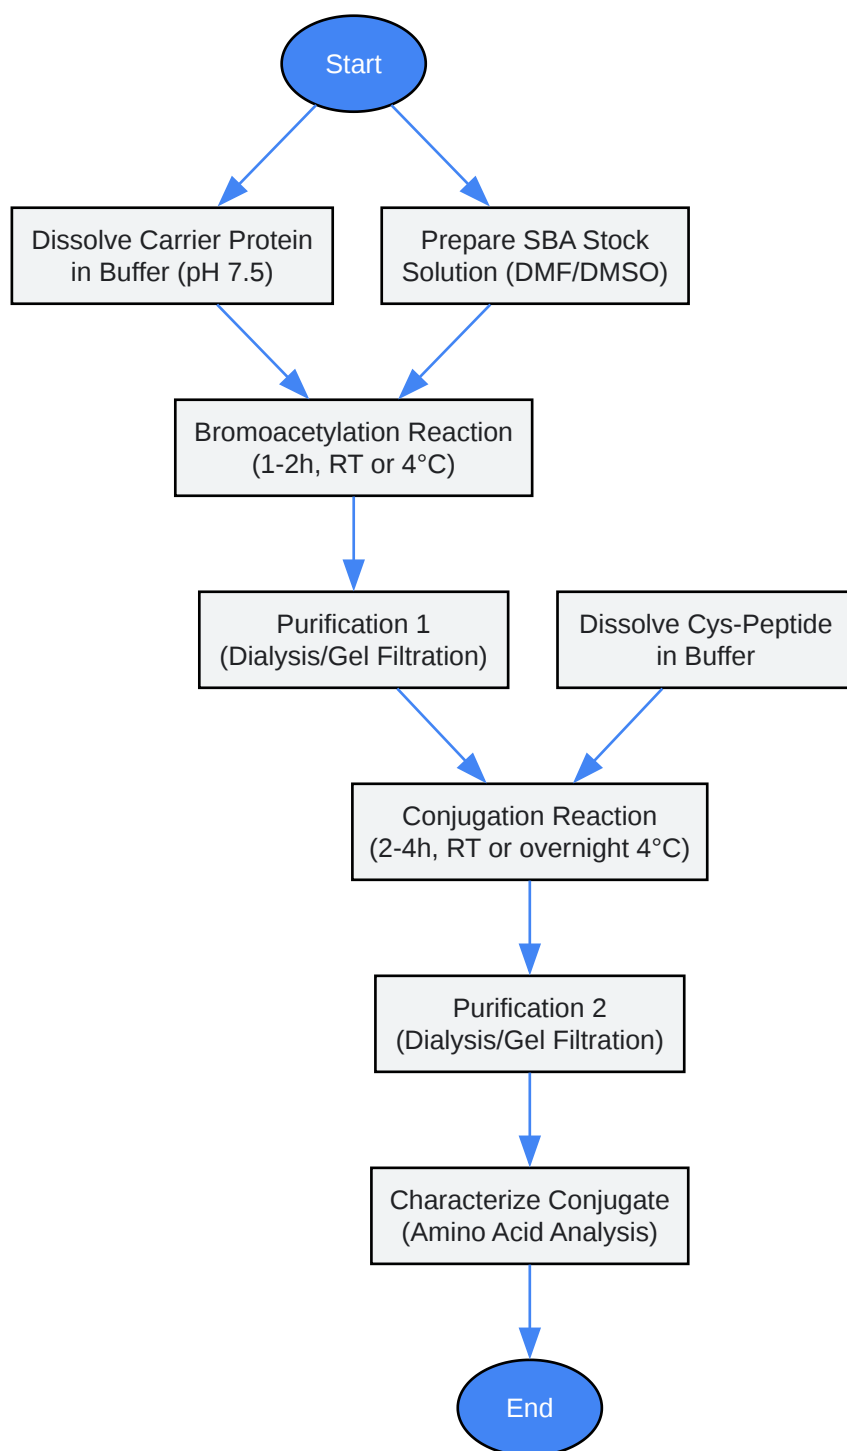 Start
Dissolve Carrier Protein
in Buffer (pH 7.5)
Prepare SBA Stock
Solution (DMF/DMSO)
Bromoacetylation Reaction
(1-2h, RT or 4°C)
Purification 1
(Dialysis/Gel Filtration)
Dissolve Cys-Peptide
in Buffer
Conjugation Reaction
(2-4h, RT or overnight 4°C)
Purification 2
(Dialysis/Gel Filtration)
Characterize Conjugate
(Amino Acid Analysis)
End